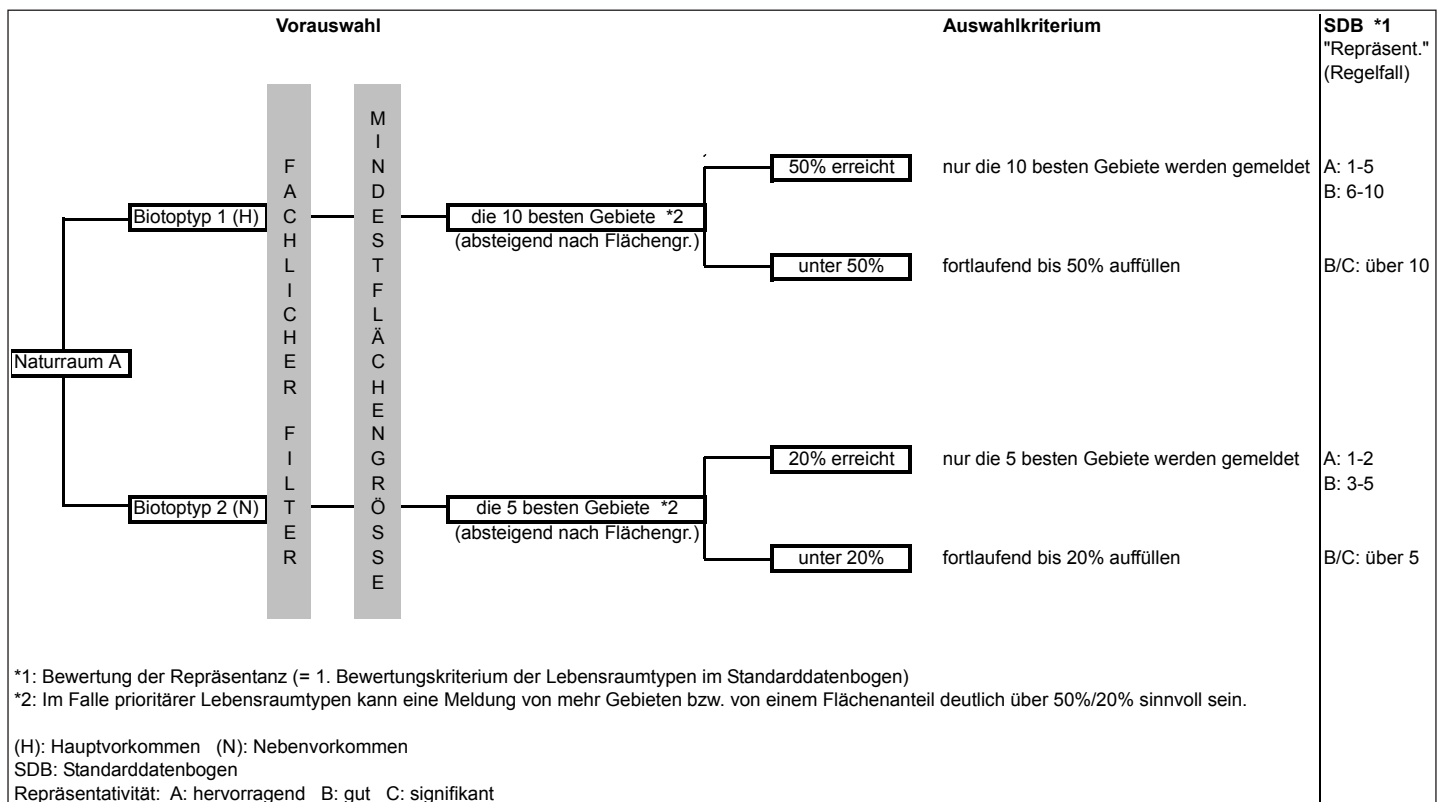 Vorauswahl
Auswahlkriterium
SDB *1
"Repräsent."
(Regelfall)
FACHLICHER FILTER
MINDESTFLÄCHENGRÖSSE
50% erreicht
nur die 10 besten Gebiete werden gemeldet
A: 1-5
B: 6-10
Biotoptyp 1 (H)
die 10 besten Gebiete *2
(absteigend nach Flächengr.)
unter 50%
fortlaufend bis 50% auffüllen
B/C: über 10
Naturraum A
20% erreicht
nur die 5 besten Gebiete werden gemeldet
A: 1-2
B: 3-5
Biotoptyp 2 (N)
die 5 besten Gebiete *2
(absteigend nach Flächengr.)
unter 20%
fortlaufend bis 20% auffüllen
B/C: über 5
*1: Bewertung der Repräsentanz (= 1. Bewertungskriterium der Lebensraumtypen im Standarddatenbogen)
*2: Im Falle prioritärer Lebensraumtypen kann eine Meldung von mehr Gebieten bzw. von einem Flächenanteil deutlich über 50%/20% sinnvoll sein.
(H): Hauptvorkommen (N): Nebenvorkommen
SDB: Standarddatenbogen
Repräsentativität: A: hervorragend B: gut C: signifikant